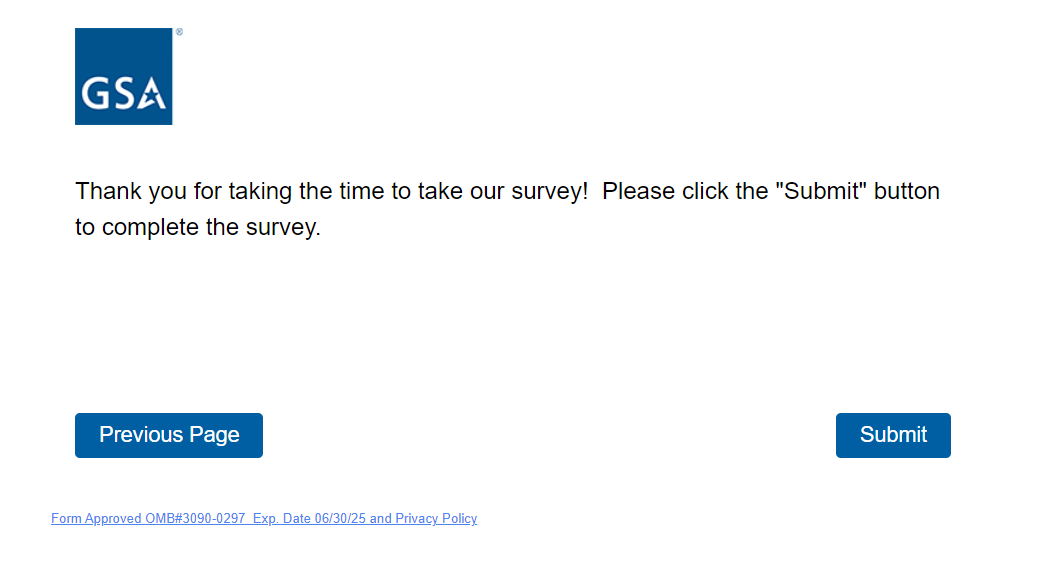 ®
GSA
Thank you for taking the time to take our survey!  Please click the "Submit" button
to complete the survey.
Previous Page
Submit
Form Approved OMB#3090-0297  Exp. Date 06/30/25 and Privacy Policy